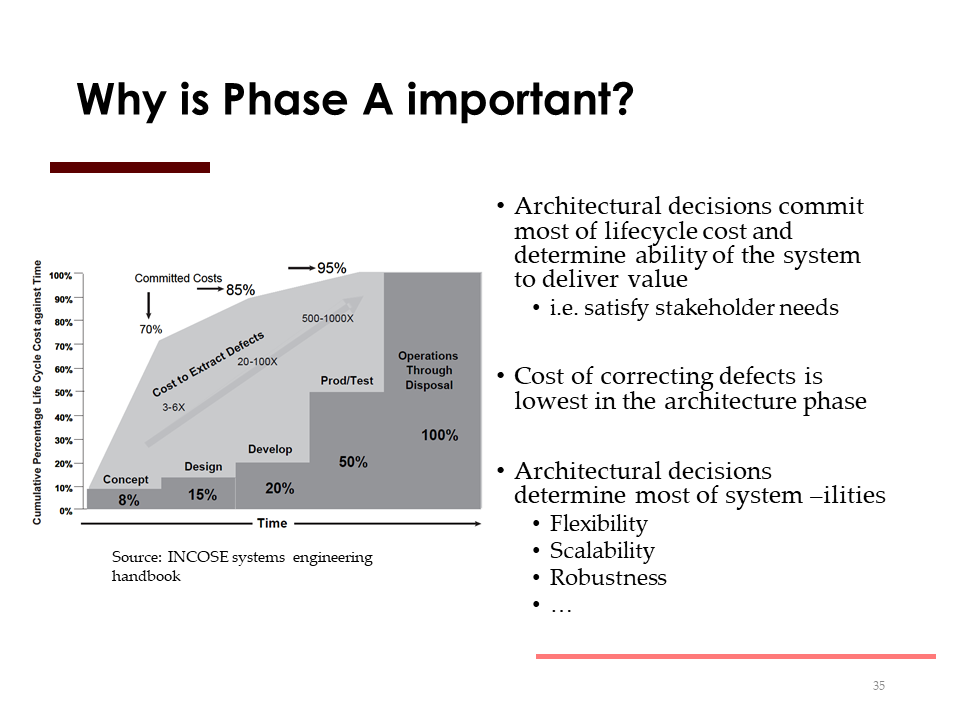 Why is Phase A important?
• Architectural decisions commit
most of lifecycle cost and
determine ability of the system
to deliver value
• i.e. satisfy stakeholder needs
• Cost of correcting defects is
lowest in the architecture phase
• Architectural decisions
determine most of system –ilities
• Flexibility
• Scalability
• Robustness
• …
Cumulative Percentage Life Cycle Cost against Time
100%
90%
80%
70%
60%
50%
40%
30%
20%
10%
0%
Committed Costs
70%
85%
95%
Cost to Extract Defects
3-6X
20-100X
500-1000X
Concept
8%
Design
15%
Develop
20%
Prod/Test
50%
Operations
Through
Disposal
100%
Time
Source: INCOSE systems engineering
handbook
35